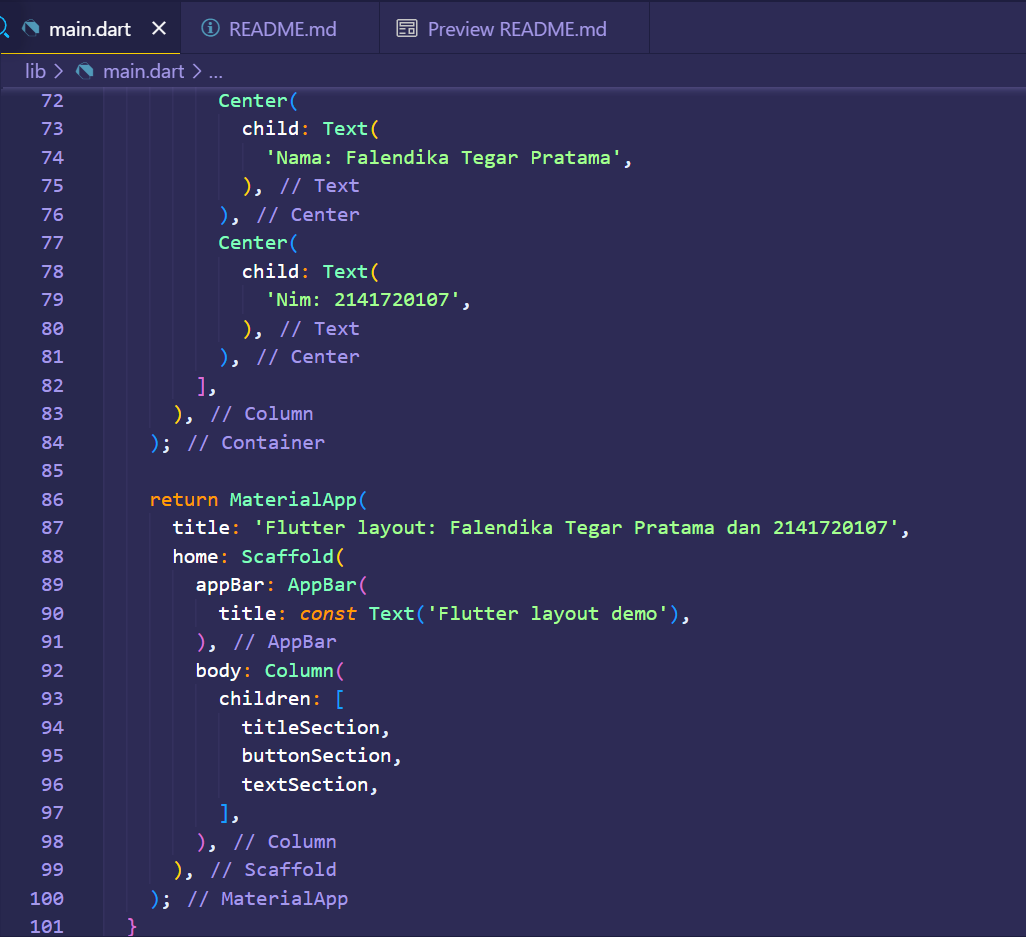 main.dart README.md Preview README.md
lib > main.dart > ...
72 Center(
73 child: Text(
74 'Nama: Falendika Tegar Pratama',
75 ), // Text
76 ), // Center
77 Center(
78 child: Text(
79 'Nim: 2141720107',
80 ), // Text
81 ), // Center
82 ],
83 ), // Column
84 ); // Container
85
86 return MaterialApp(
87 title: 'Flutter layout: Falendika Tegar Pratama dan 2141720107',
88 home: Scaffold(
89 appBar: AppBar(
90 title: const Text('Flutter layout demo'),
91 ), // AppBar
92 body: Column(
93 children: [
94 titleSection,
95 buttonSection,
96 textSection,
97 ],
98 ), // Column
99 ), // Scaffold
100 ); // MaterialApp
101 }